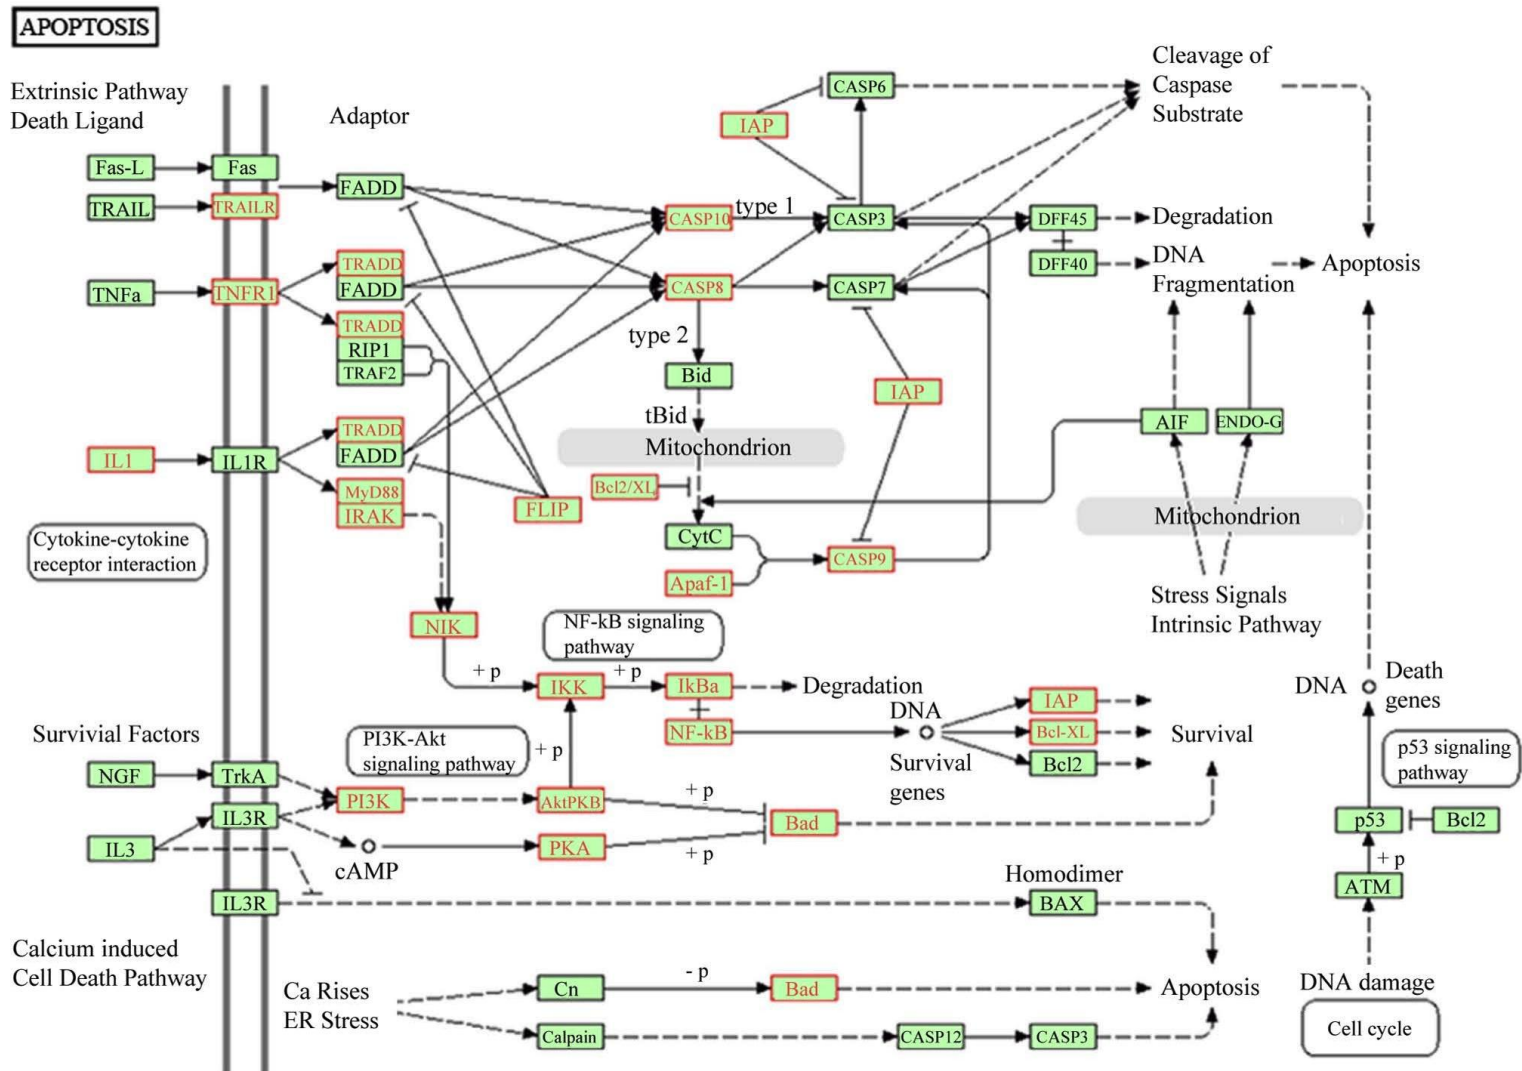 APOPTOSIS
Extrinsic Pathway
Death Ligand
Adaptor
Cleavage of
Caspase
Substrate
Fas-L
Fas
TRAIL
TRAILR
FADD
TNFa
TNFR1
TRADD
FADD
TRADD
RIP1
TRAF2
IL1
IL1R
TRADD
FADD
MyD88
IRAK
FLIP
Cytokine-cytokine
receptor interaction
IAP
CASP6
CASP10
type 1
CASP3
CASP8
CASP7
DFF45
Degradation
DFF40
DNA
Fragmentation
Apoptosis
type 2
Bid
tBid
Mitochondrion
IAP
AIF
ENDO-G
Bcl2/XL
CytC
Apaf-1
CASP9
Mitochondrion
Stress Signals
Intrinsic Pathway
NIK
NF-kB signaling
pathway
+ p
IKK
+ p
IkBa
Degradation
NF-kB
DNA
Survival
genes
IAP
Bcl-XL
Bcl2
Survival
DNA
Death
genes
p53 signaling
pathway
Survivial Factors
PI3K-Akt
signaling pathway
+ p
NGF
TrkA
PI3K
AktPKB
+ p
IL3R
Bad
IL3
cAMP
PKA
+ p
p53
Bcl2
+ p
ATM
IL3R
Homodimer
BAX
Calcium induced
Cell Death Pathway
Ca Rises
ER Stress
Cn
- p
Bad
Apoptosis
Calpain
CASP12
CASP3
DNA damage
Cell cycle